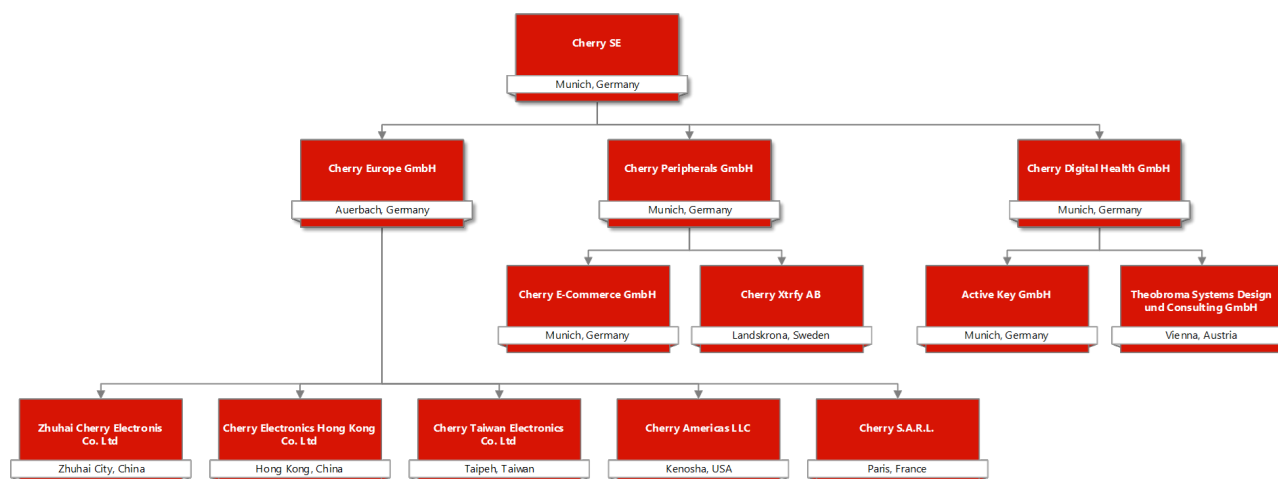 Cherry SE
Munich, Germany
Cherry Europe GmbH
Auerbach, Germany
Cherry Peripherals GmbH
Munich, Germany
Cherry Digital Health GmbH
Munich, Germany
Cherry E-Commerce GmbH
Munich, Germany
Cherry Xtrfy AB
Landskrona, Sweden
Active Key GmbH
Munich, Germany
Theobroma Systems Design
und Consulting GmbH
Vienna, Austria
Zhuhai Cherry Electronis
Co. Ltd
Zhuhai City, China
Cherry Electronics Hong Kong
Co. Ltd
Hong Kong, China
Cherry Taiwan Electronics
Co. Ltd
Taipeh, Taiwan
Cherry Americas LLC
Kenosha, USA
Cherry S.A.R.L.
Paris, France